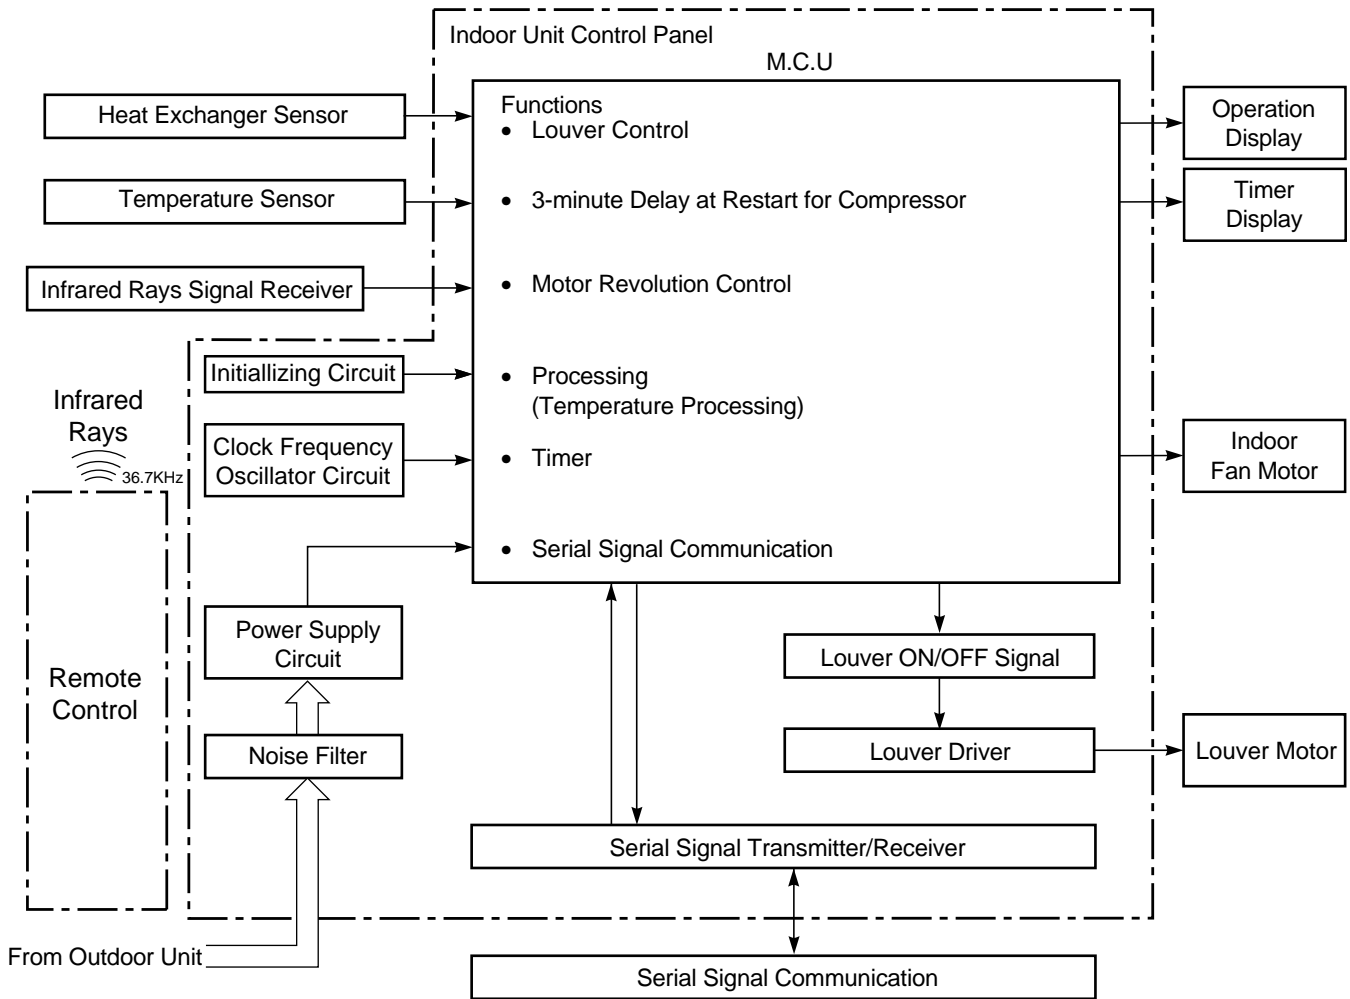 Indoor Unit Control Panel
M.C.U
Heat Exchanger Sensor
Temperature Sensor
Infrared Rays Signal Receiver
Initiallizing Circuit
Clock Frequency
Oscillator Circuit
Power Supply
Circuit
Noise Filter
From Outdoor Unit
Infrared
Rays
36.7KHz
Remote
Control
Functions
• Louver Control
• 3-minute Delay at Restart for Compressor
• Motor Revolution Control
• Processing
(Temperature Processing)
• Timer
• Serial Signal Communication
Louver ON/OFF Signal
Louver Driver
Serial Signal Transmitter/Receiver
Serial Signal Communication
Operation
Display
Timer
Display
Indoor
Fan Motor
Louver Motor